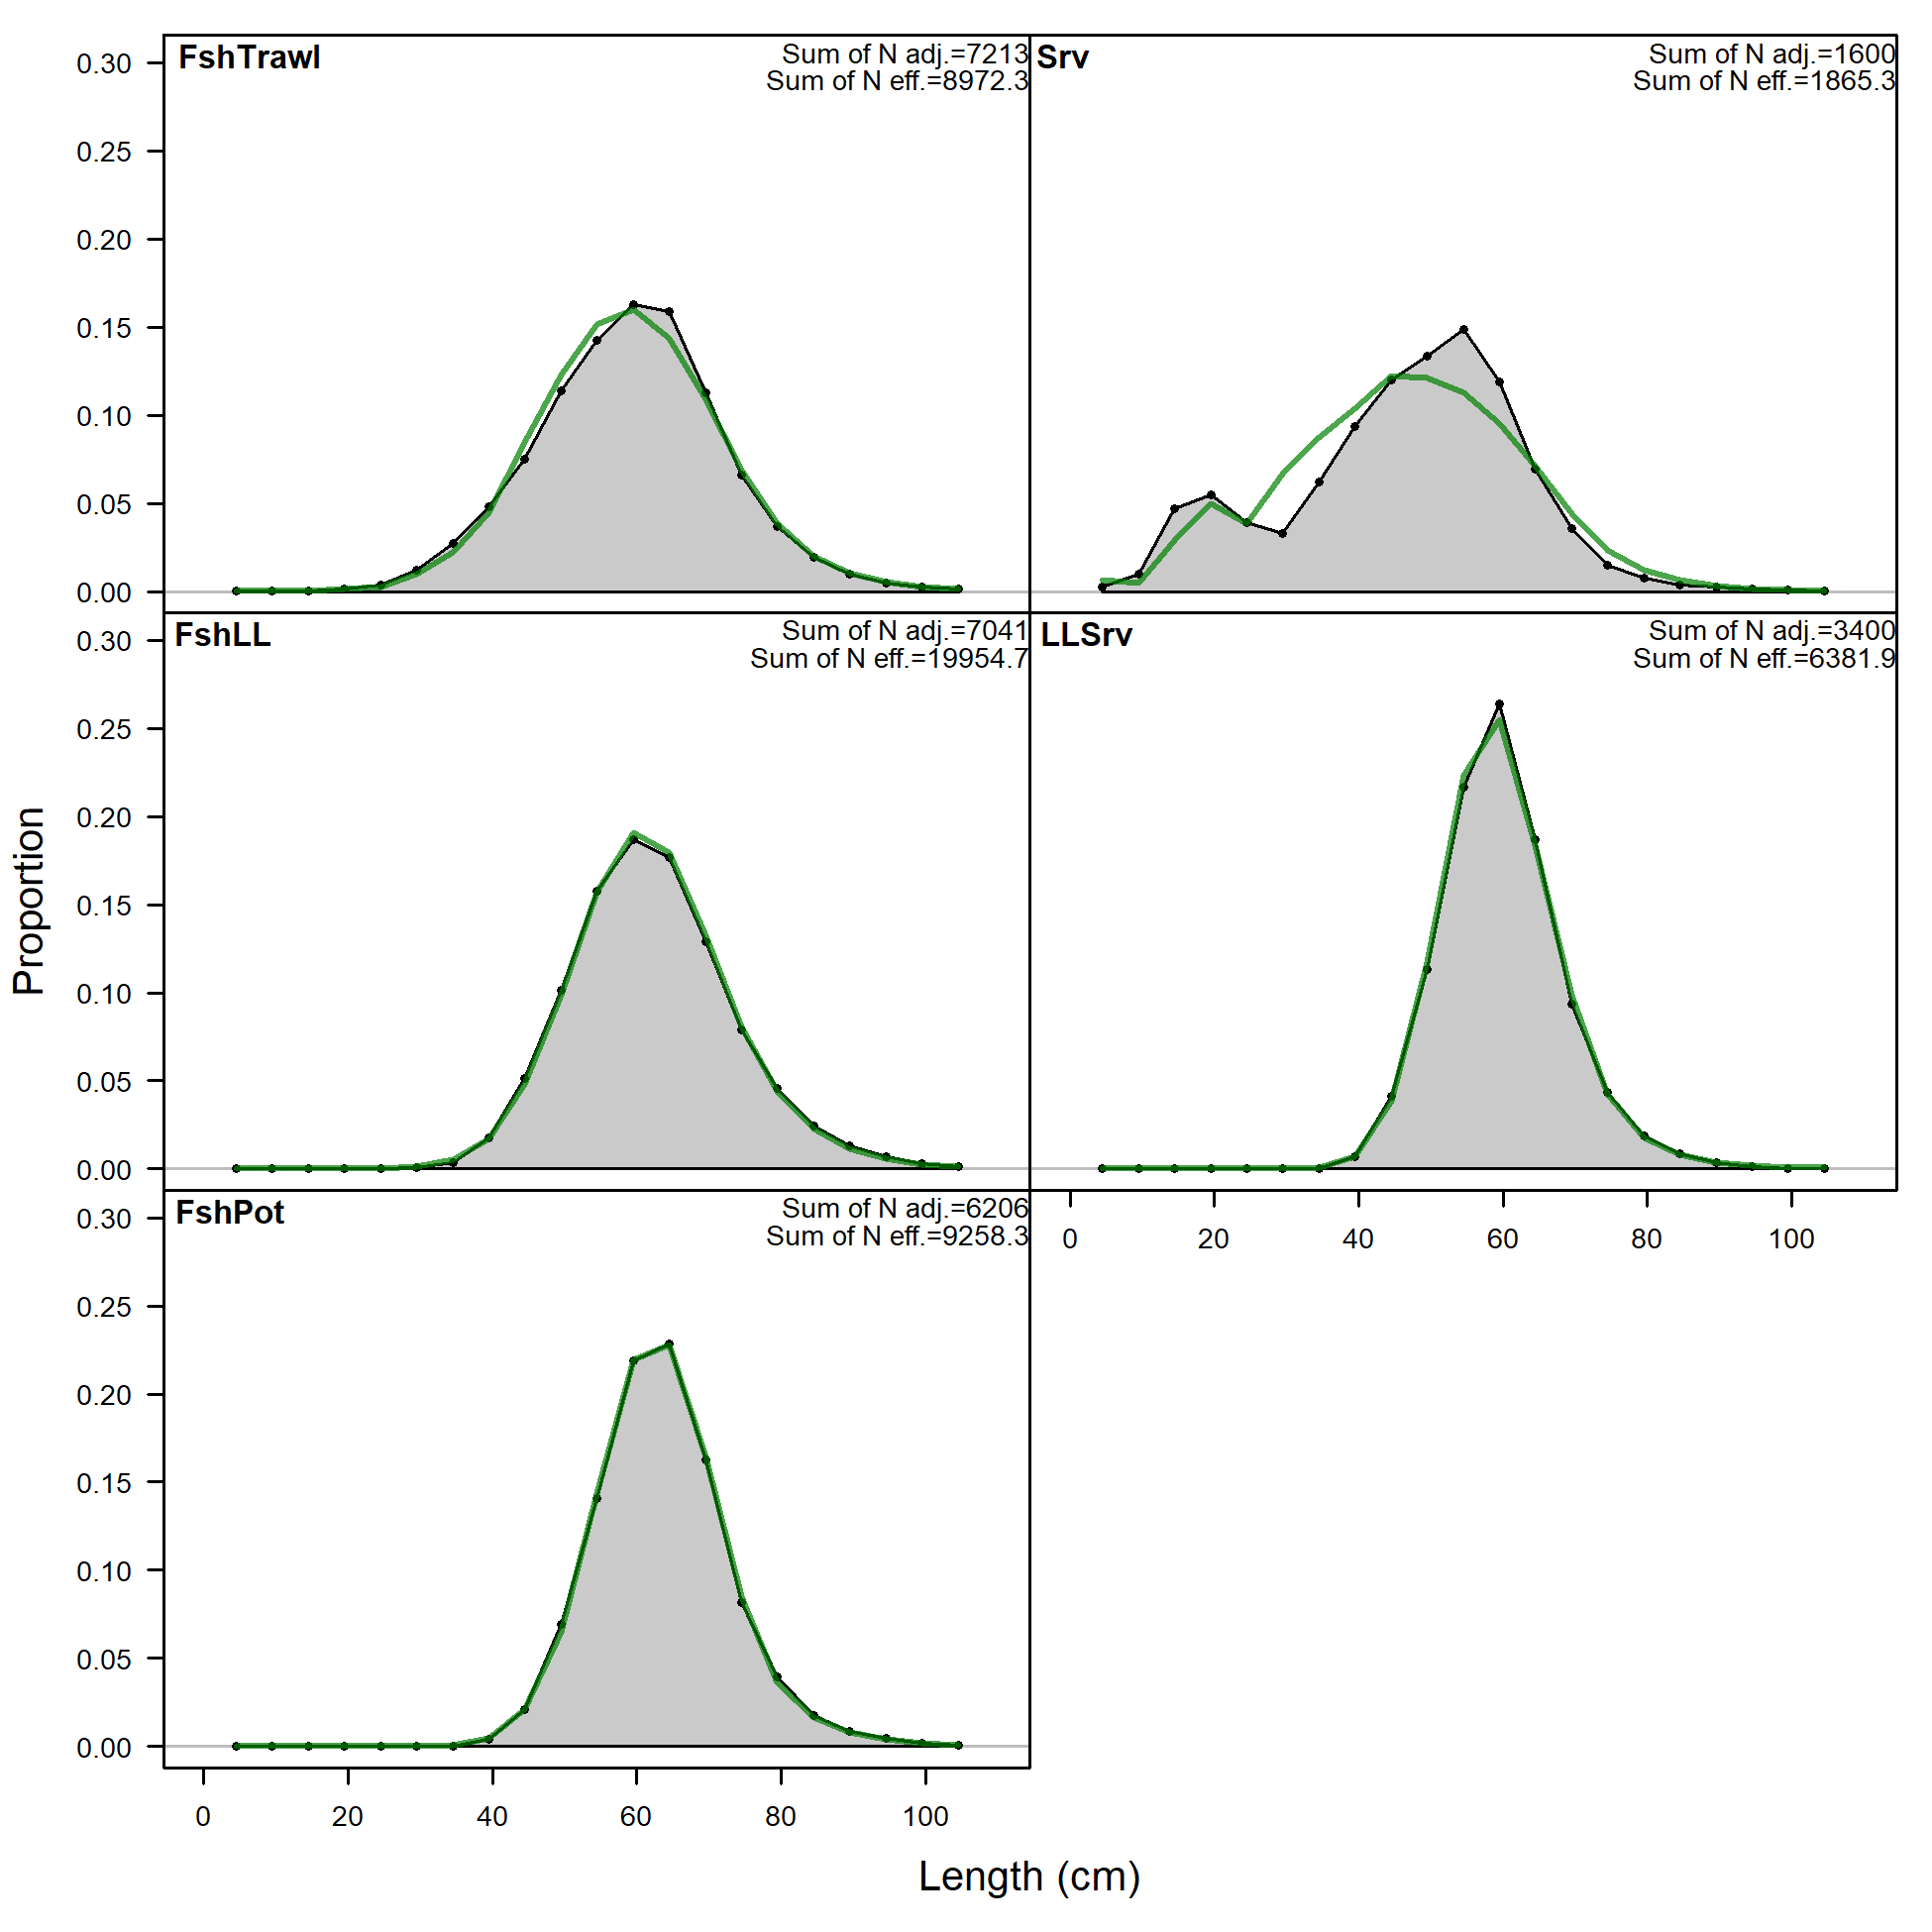 FshTrawl
Sum of N adj.=7213
Sum of N eff.=8972.3
0.30
0.25
0.20
0.15
0.10
0.05
0.00
Srv
Sum of N adj.=1600
Sum of N eff.=1865.3
FshLL
Sum of N adj.=7041
Sum of N eff.=19954.7
0.30
0.25
0.20
0.15
0.10
0.05
0.00
LLSrv
Sum of N adj.=3400
Sum of N eff.=6381.9
0 20 40 60 80 100
FshPot
Sum of N adj.=6206
Sum of N eff.=9258.3
0.30
0.25
0.20
0.15
0.10
0.05
0.00
0 20 40 60 80 100
Proportion
Length (cm)